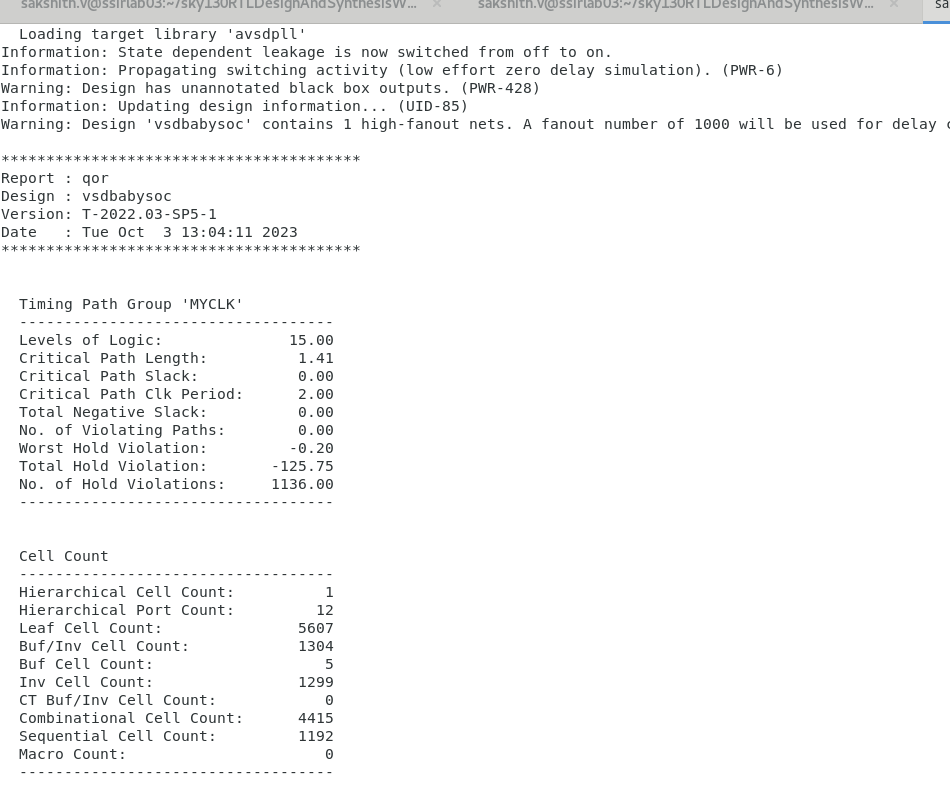 sakshith.v@ssirlab03:~/sky130RTLDesignAndSynthesisW... × sakshith.v@ssirlab03:~/sky130RTLDesignAndSynthesisW... × sa
  Loading target library 'avsdpll'
Information: State dependent leakage is now switched from off to on.
Information: Propagating switching activity (low effort zero delay simulation). (PWR-6)
Warning: Design has unannotated black box outputs. (PWR-428)
Information: Updating design information... (UID-85)
Warning: Design 'vsdbabysoc' contains 1 high-fanout nets. A fanout number of 1000 will be used for delay c
****************************************
Report : qor
Design : vsdbabysoc
Version: T-2022.03-SP5-1
Date   : Tue Oct  3 13:04:11 2023
****************************************
  Timing Path Group 'MYCLK'
  -----------------------------------
  Levels of Logic:              15.00
  Critical Path Length:          1.41
  Critical Path Slack:           0.00
  Critical Path Clk Period:      2.00
  Total Negative Slack:          0.00
  No. of Violating Paths:        0.00
  Worst Hold Violation:         -0.20
  Total Hold Violation:       -125.75
  No. of Hold Violations:     1136.00
  -----------------------------------
  Cell Count
  -----------------------------------
  Hierarchical Cell Count:          1
  Hierarchical Port Count:         12
  Leaf Cell Count:               5607
  Buf/Inv Cell Count:            1304
  Buf Cell Count:                   5
  Inv Cell Count:                1299
  CT Buf/Inv Cell Count:            0
  Combinational Cell Count:      4415
  Sequential Cell Count:         1192
  Macro Count:                      0
  -----------------------------------